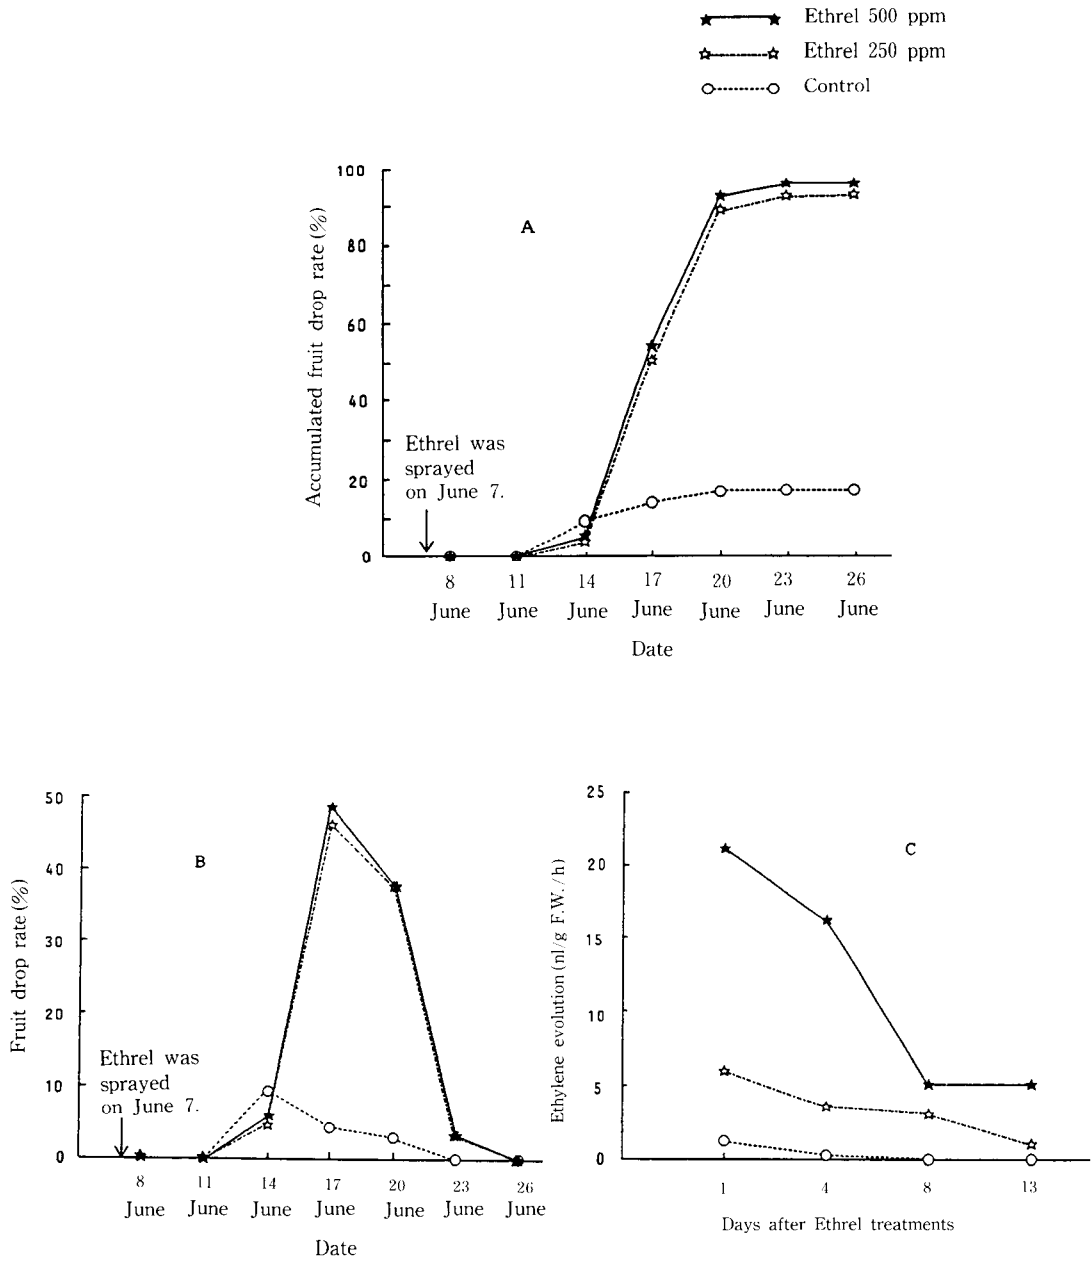 Ethrel 500 ppm
Ethrel 250 ppm
Control
A
Accumulated fruit drop rate (%)
100
80
60
40
20
0
Ethrel was
sprayed
on June 7.
8 11 14 17 20 23 26
June June June June June June June
Date
B
Fruit drop rate (%)
50
40
30
20
10
0
Ethrel was
sprayed
on June 7.
8 11 14 17 20 23 26
June June June June June June June
Date
C
Ethylene evolution (nl/g F.W./h)
25
20
15
10
5
0
1 4 8 13
Days after Ethrel treatments